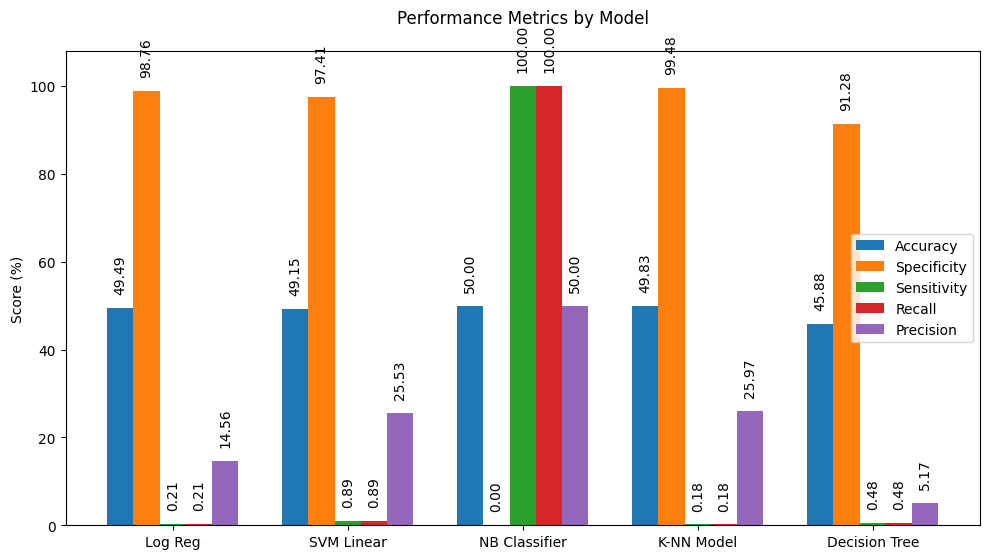 Performance Metrics by Model
Score (%)
100
80
60
40
20
0
49.49
98.76
0.21
0.21
14.56
49.15
97.41
0.89
0.89
25.53
50.00
0.00
100.00
100.00
50.00
49.83
99.48
0.18
0.18
25.97
45.88
91.28
0.48
0.48
5.17
Accuracy
Specificity
Sensitivity
Recall
Precision
Log Reg
SVM Linear
NB Classifier
K-NN Model
Decision Tree